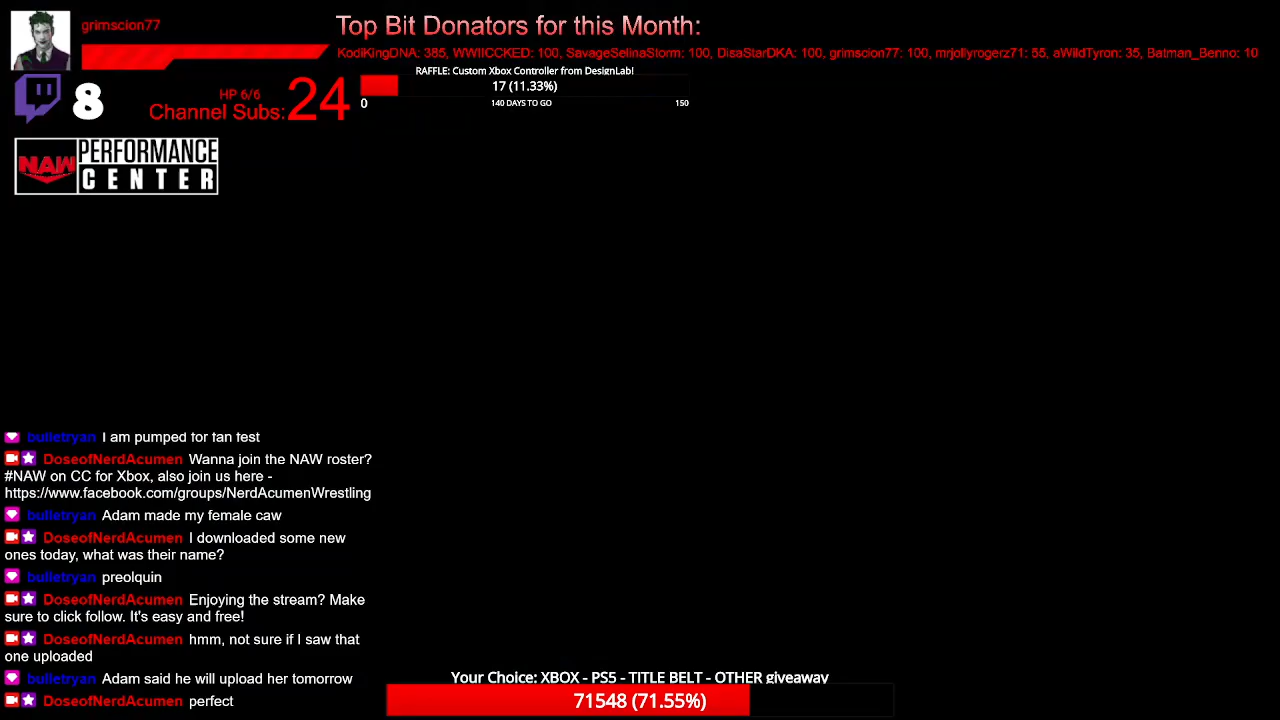 grimscion77
Top Bit Donators for this Month:
KodiKingDNA: 385, WWIICCKED: 100, SavageSelinaStorm: 100, DisaStarDKA: 100, grimscion77: 100, mrjollyrogerz71: 55, aWildTyron: 35, Batman_Benno: 10
RAFFLE: Custom Xbox Controller from DesignLab!
17 (11.33%)
0
140 DAYS TO GO
150
8
HP 6/6
Channel Subs: 24
NAW PERFORMANCE
CENTER
bulletryan I am pumped for fan fest
DoseofNerdAcumen Wanna join the NAW roster?
#NAW on CC for Xbox, also join us here -
https://www.facebook.com/groups/NerdAcumenWrestling
bulletryan Adam made my female caw
DoseofNerdAcumen I downloaded some new
ones today, what was their name?
bulletryan preolquin
DoseofNerdAcumen Enjoying the stream? Make
sure to click follow. It's easy and free!
DoseofNerdAcumen hmm, not sure if I saw that
one uploaded
bulletryan Adam said he will upload her tomorrow
DoseofNerdAcumen perfect
Your Choice: XBOX - PS5 - TITLE BELT - OTHER giveaway
71548 (71.55%)